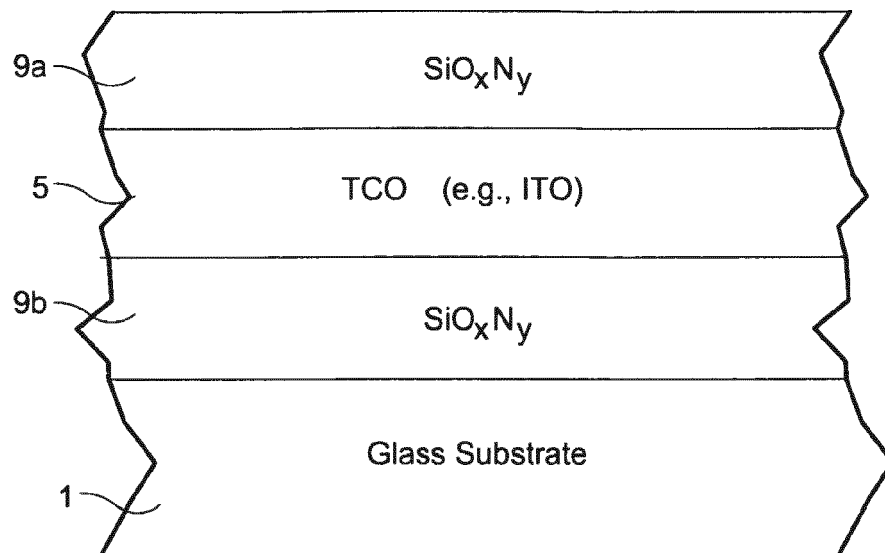 9a SiOxNy
5 TCO (e.g., ITO)
9b SiOxNy
Glass Substrate
1